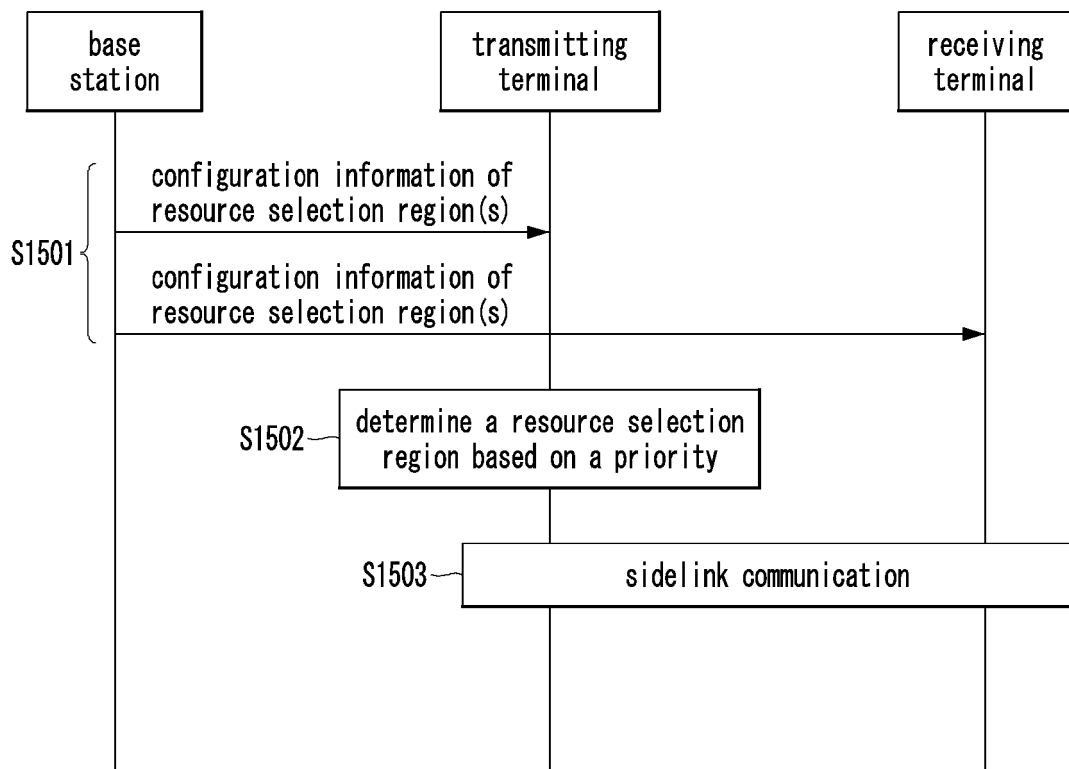 base
station
transmitting
terminal
receiving
terminal
configuration information of
resource selection region(s)
S1501
configuration information of
resource selection region(s)
S1502
determine a resource selection
region based on a priority
S1503
sidelink communication